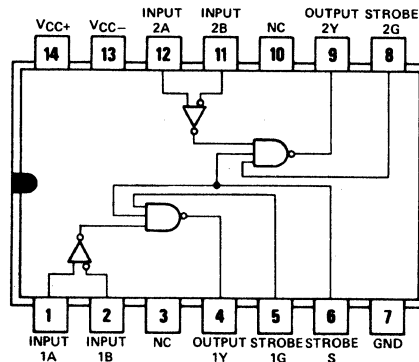 VCC+ VCC− INPUT 2A INPUT 2B NC OUTPUT 2Y STROBE 2G
14 13 12 11 10 9 8
1 2 3 4 5 6 7
INPUT 1A INPUT 1B NC OUTPUT 1Y STROBE 1G STROBE S GND